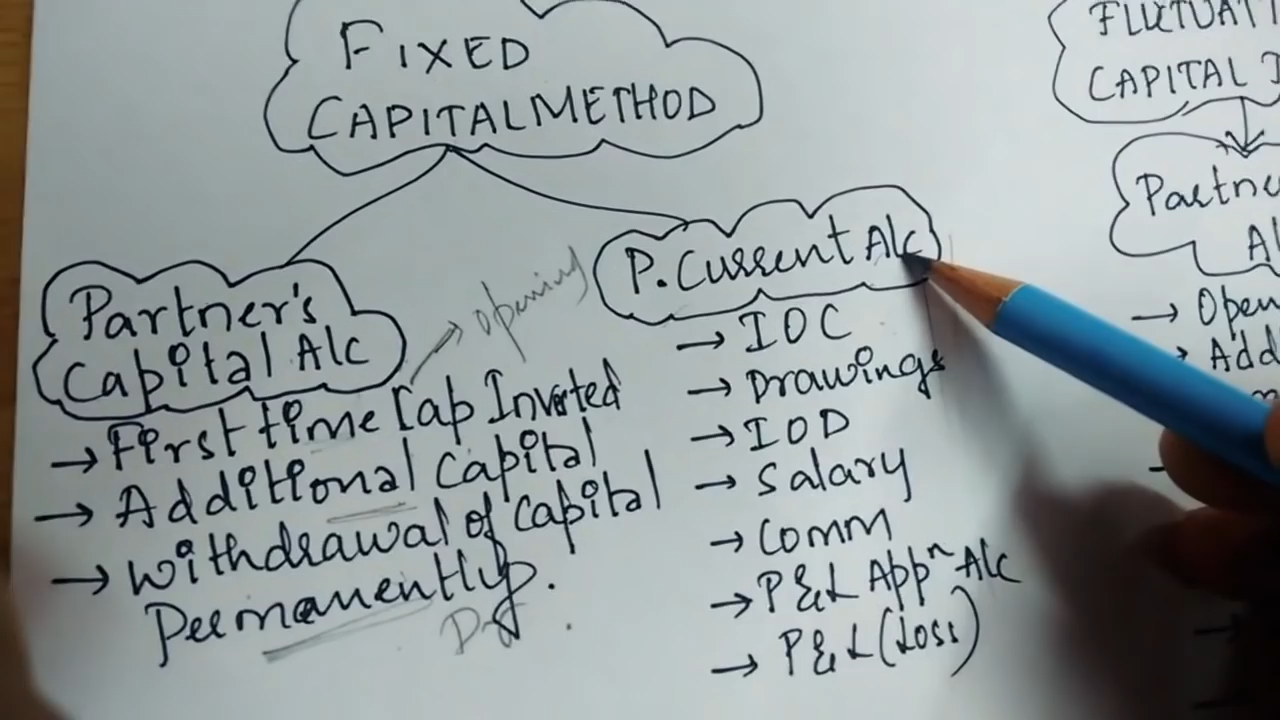 FIXED
CAPITAL METHOD
Partner's
Capital A/c
→ opening
→ First time Cap Invested
→ Additional Capital
→ Withdrawal of Capital
Permanently.
P. Current A/c
→ IOC
→ Drawings
→ IOD
→ Salary
→ Comm
→ P&L Appⁿ A/c
→ P&L (Loss)
FLUCTUATI
CAPITAL
Partne
A/
→ Open
→ Add